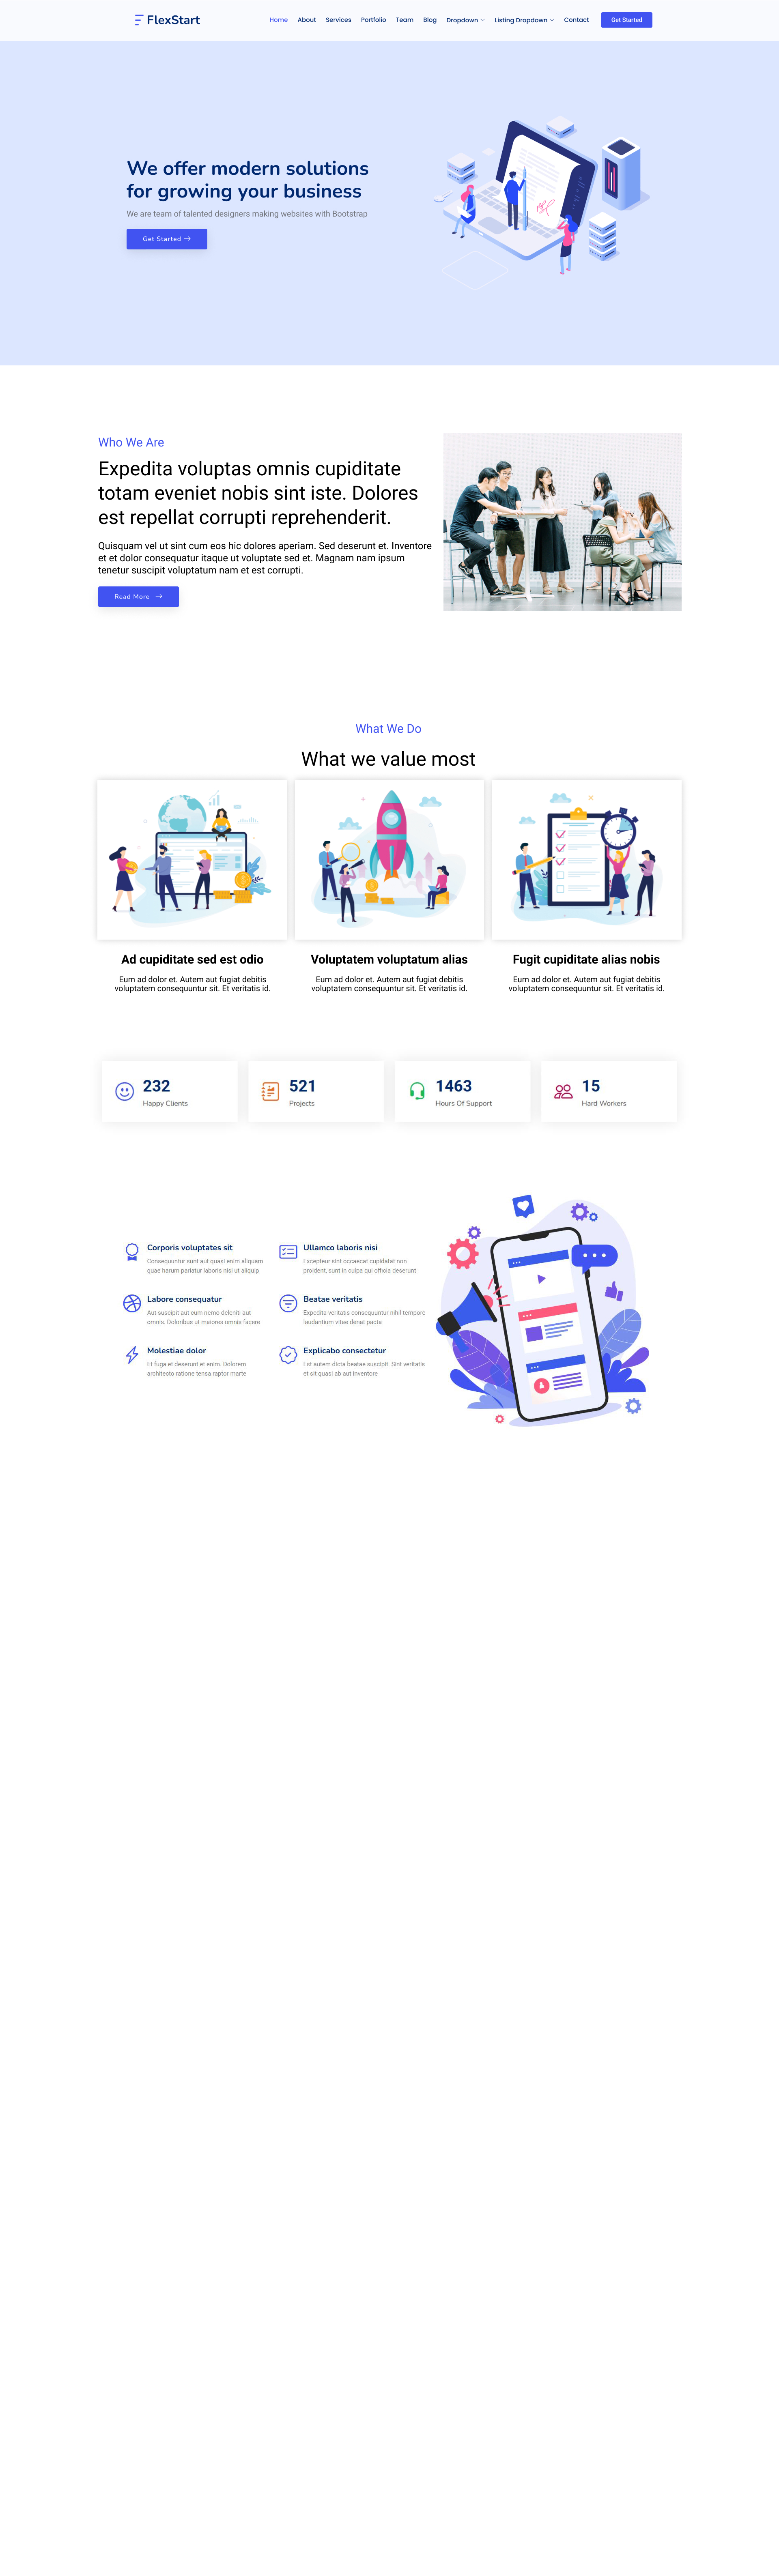 FlexStart
Home About Services Portfolio Team Blog Dropdown Listing Dropdown Contact Get Started
We offer modern solutions
for growing your business
We are team of talented designers making websites with Bootstrap
Get Started
Who We Are
Expedita voluptas omnis cupiditate
totam eveniet nobis sint iste. Dolores
est repellat corrupti reprehenderit.
Quisquam vel ut sint cum eos hic dolores aperiam. Sed deserunt et. Inventore
et et dolor consequatur itaque ut voluptate sed et. Magnam nam ipsum
tenetur suscipit voluptatum nam et est corrupti.
Read More
What We Do
What we value most
Ad cupiditate sed est odio
Eum ad dolor et. Autem aut fugiat debitis
voluptatem consequuntur sit. Et veritatis id.
Voluptatem voluptatum alias
Eum ad dolor et. Autem aut fugiat debitis
voluptatem consequuntur sit. Et veritatis id.
Fugit cupiditate alias nobis
Eum ad dolor et. Autem aut fugiat debitis
voluptatem consequuntur sit. Et veritatis id.
232
Happy Clients
521
Projects
1463
Hours Of Support
15
Hard Workers
Corporis voluptates sit
Consequuntur sunt aut quasi enim aliquam
quae harum pariatur laboris nisi ut aliquip
Ullamco laboris nisi
Excepteur sint occaecat cupidatat non
proident, sunt in culpa qui officia deserunt
Labore consequatur
Aut suscipit aut cum nemo deleniti aut
omnis. Doloribus ut maiores omnis facere
Beatae veritatis
Expedita veritatis consequuntur nihil tempore
laudantium vitae denat pacta
Molestiae dolor
Et fuga et deserunt et enim. Dolorem
architecto ratione tensa raptor marte
Explicabo consectetur
Est autem dicta beatae suscipit. Sint veritatis
et sit quasi ab aut inventore